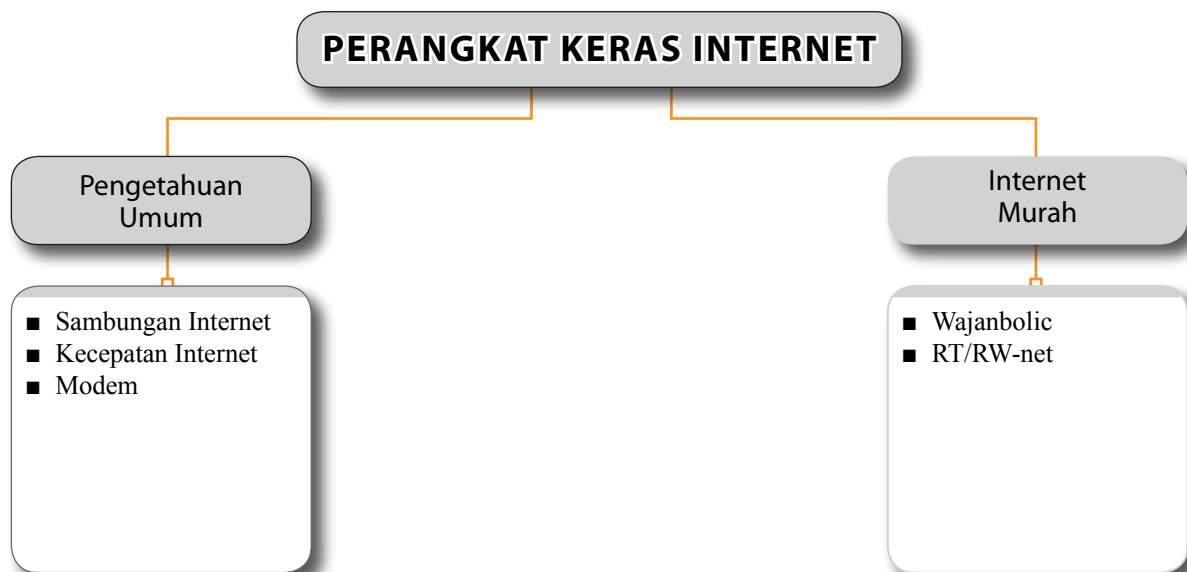 PERANGKAT KERAS INTERNET
Pengetahuan
Umum
■ Sambungan Internet
■ Kecepatan Internet
■ Modem
Internet
Murah
■ Wajanbolic
■ RT/RW-net